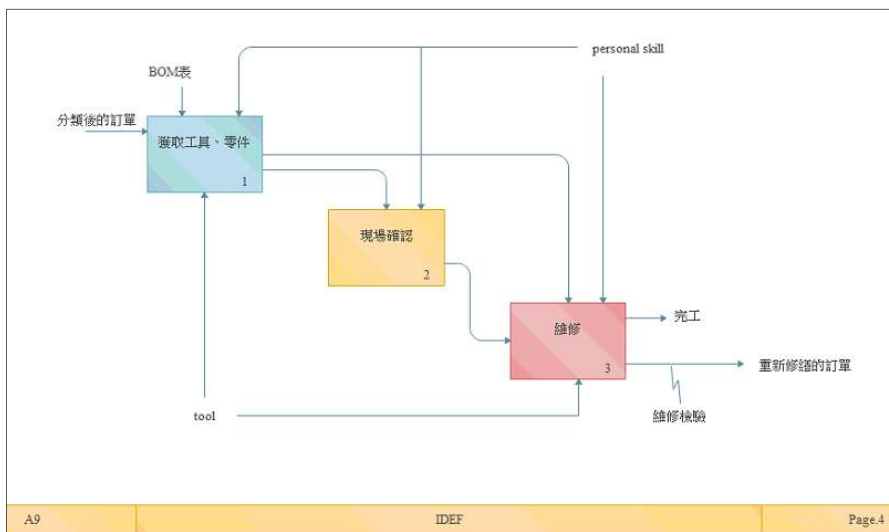 personal skill
BOM表
分類後的訂單
獲取工具、零件
1
現場確認
2
維修
3
完工
重新修繕的訂單
維修檢驗
tool
A9
IDEF
Page.4